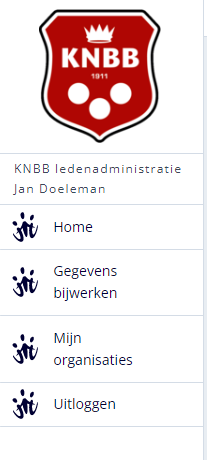 KNBB
1911
KNBB ledenadministratie
Jan Doeleman
Home
Gegevens
bijwerken
Mijn
organisaties
Uitloggen